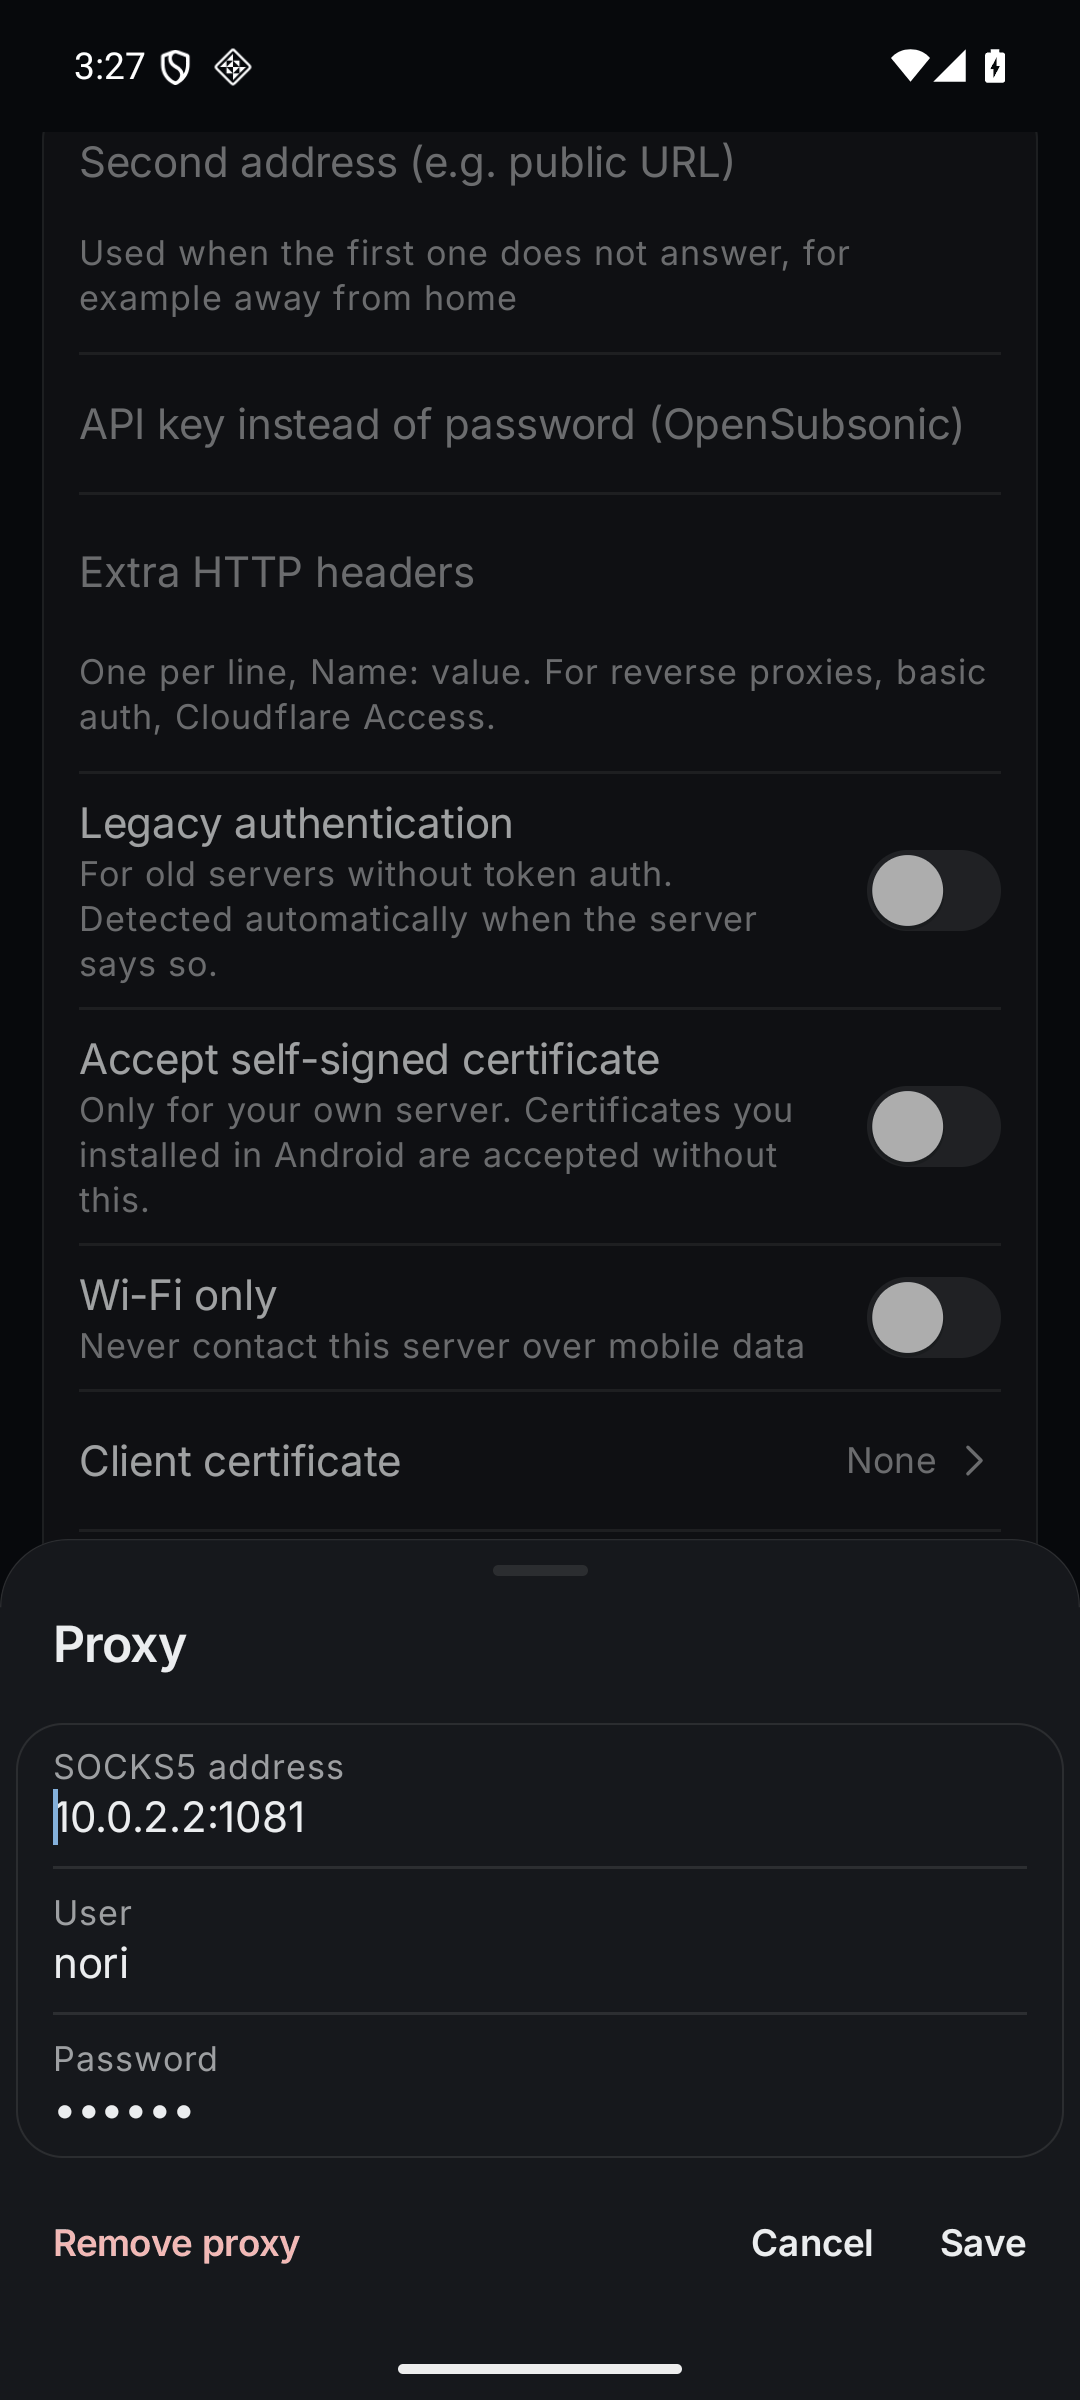 3:27
Second address (e.g. public URL)
Used when the first one does not answer, for
example away from home
API key instead of password (OpenSubsonic)
Extra HTTP headers
One per line, Name: value. For reverse proxies, basic
auth, Cloudflare Access.
Legacy authentication
For old servers without token auth.
Detected automatically when the server
says so.
Accept self-signed certificate
Only for your own server. Certificates you
installed in Android are accepted without
this.
Wi-Fi only
Never contact this server over mobile data
Client certificate
None
Proxy
SOCKS5 address
10.0.2.2:1081
User
nori
Password
••••••
Remove proxy
Cancel
Save